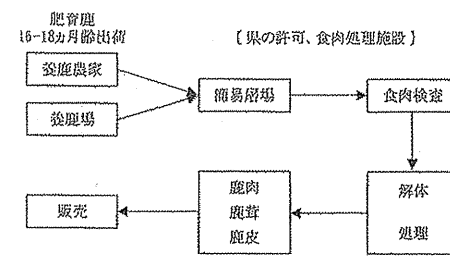 肥育鹿
16-18ヵ月齢出荷
【県の許可、食肉処理施設】
養鹿農家
養鹿場
簡易屠場
食肉検査
解体
処理
鹿肉
鹿茸
鹿皮
販売